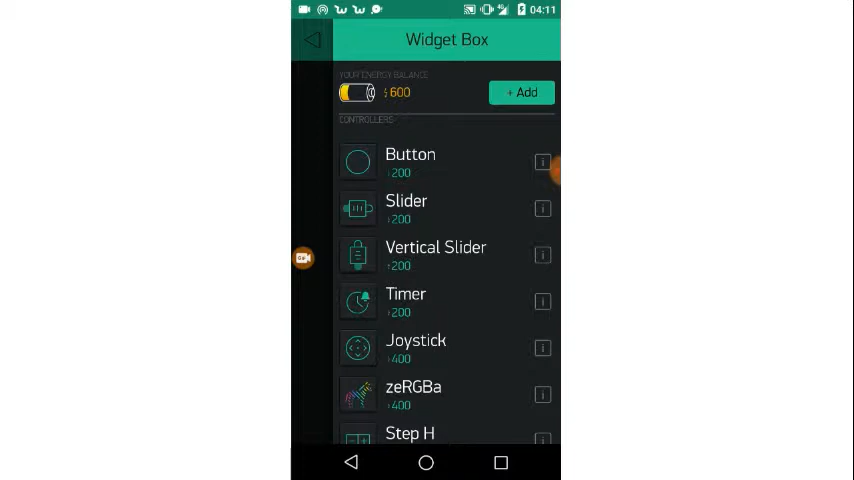 04:11
Widget Box
YOUR ENERGY BALANCE
600
+ Add
CONTROLLERS
Button
200
i
Slider
200
i
Vertical Slider
200
i
Timer
200
i
Joystick
400
i
zeRGBa
400
i
Step H